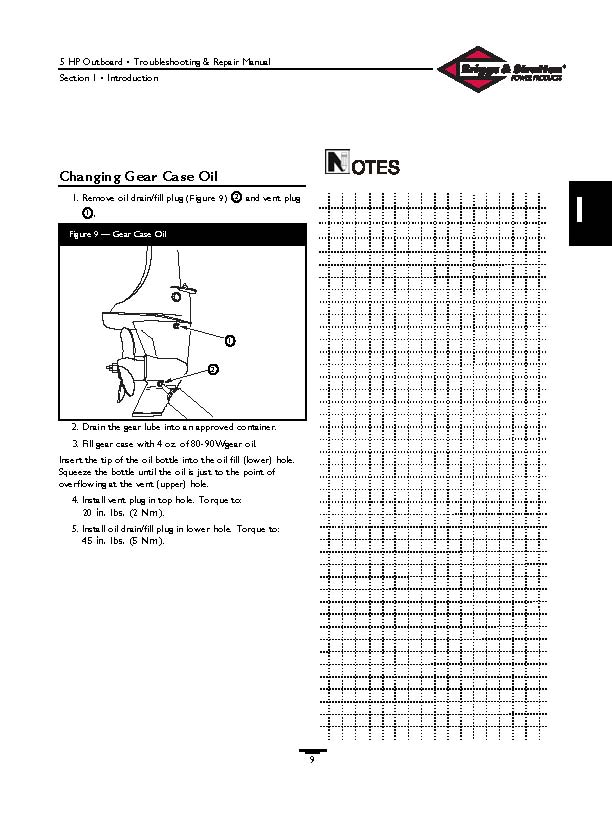 5 HP Outboard • Troubleshooting & Repair Manual
Section 1 • Introduction
Briggs & Stratton®
POWER PRODUCTS
Changing Gear Case Oil
1. Remove oil drain/fill plug (Figure 9) 2 and vent plug
1.
Figure 9 — Gear Case Oil
1
2
2. Drain the gear lube into an approved container.
3. Fill gear case with 4 oz. of 80-90W gear oil.
Insert the tip of the oil bottle into the oil fill (lower) hole.
Squeeze the bottle until the oil is just to the point of
overflowing at the vent (upper) hole.
4. Install vent plug in top hole. Torque to:
20 in. lbs. (2 Nm).
5. Install oil drain/fill plug in lower hole. Torque to:
45 in. lbs. (5 Nm).
NOTES
1
9